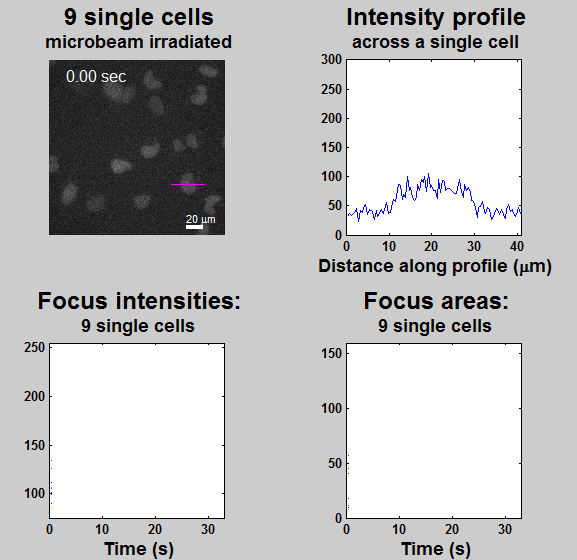 9 single cells
microbeam irradiated
0.00 sec
20 µm
Intensity profile
across a single cell
300
250
200
150
100
50
0
0 10 20 30 40
Distance along profile (µm)
Focus intensities:
9 single cells
250
200
150
100
0 10 20 30
Time (s)
Focus areas:
9 single cells
150
100
50
0
0 10 20 30
Time (s)